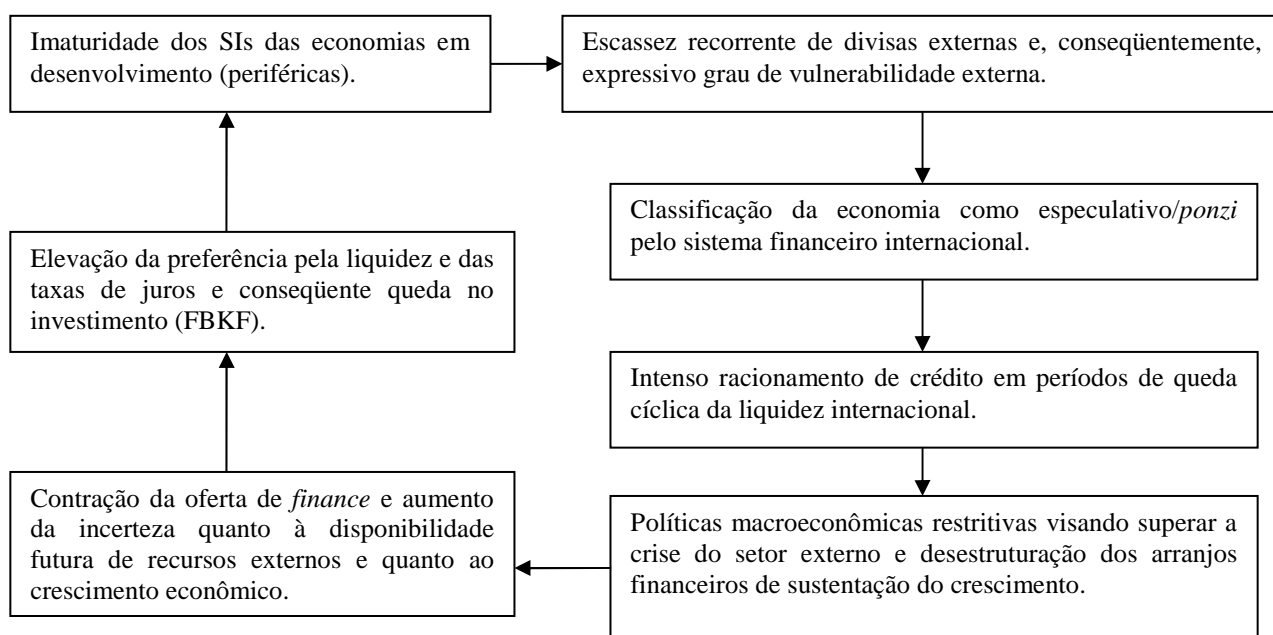 Imaturidade dos SIs das economias em
desenvolvimento (periféricas).
Escassez recorrente de divisas externas e, conseqüentemente,
expressivo grau de vulnerabilidade externa.
Classificação da economia como especulativo/ponzi
pelo sistema financeiro internacional.
Intenso racionamento de crédito em períodos de queda
cíclica da liquidez internacional.
Políticas macroeconômicas restritivas visando superar a
crise do setor externo e desestruturação dos arranjos
financeiros de sustentação do crescimento.
Contração da oferta de finance e aumento
da incerteza quanto à disponibilidade
futura de recursos externos e quanto ao
crescimento econômico.
Elevação da preferência pela liquidez e das
taxas de juros e conseqüente queda no
investimento (FBKF).